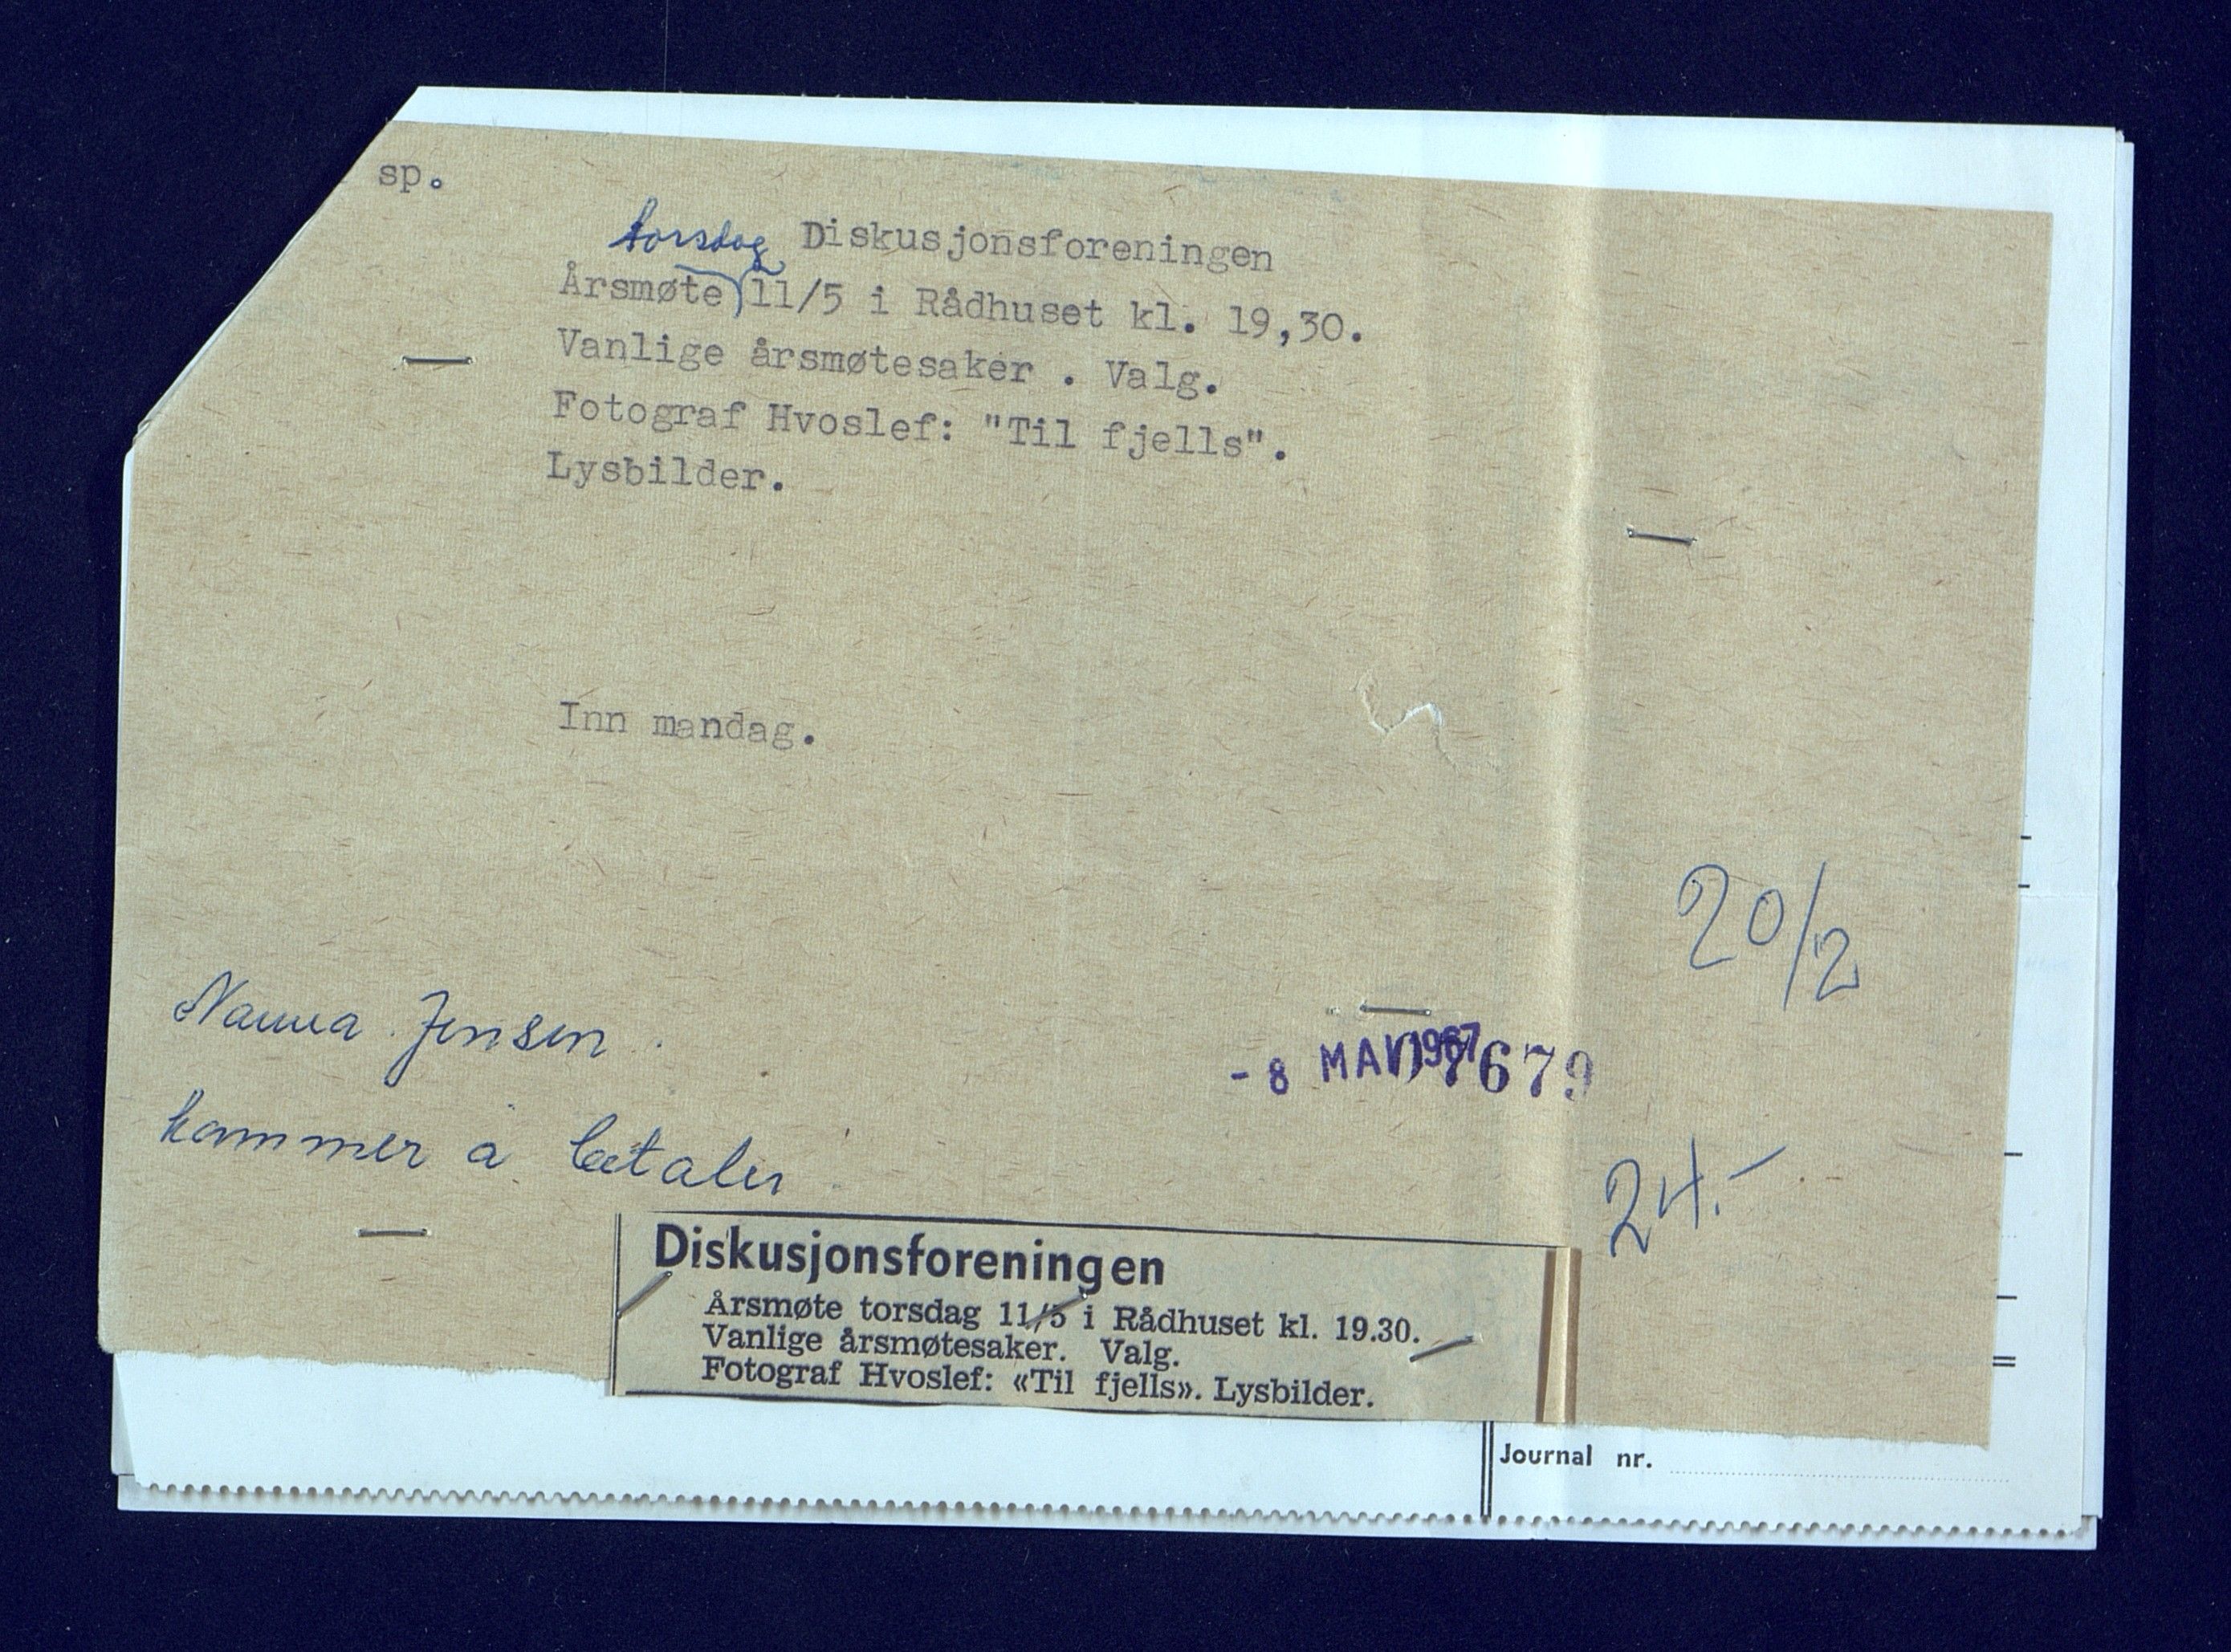 sp.
torsdag Diskusjonsforeningen
Årsmøte 11/5 i Rådhuset kl. 19,30.
Vanlige årsmøtesaker . Valg.
Fotograf Hvoslef: "Til fjells".
Lysbilder.
Inn mandag.
20/2
Nanna Jensen.
kommer å betaler
- 8 MAI 1967 679
24.-
Diskusjonsforeningen
Årsmøte torsdag 11/5 i Rådhuset kl. 19.30.
Vanlige årsmøtesaker. Valg.
Fotograf Hvoslef: «Til fjells». Lysbilder.
Journal nr.